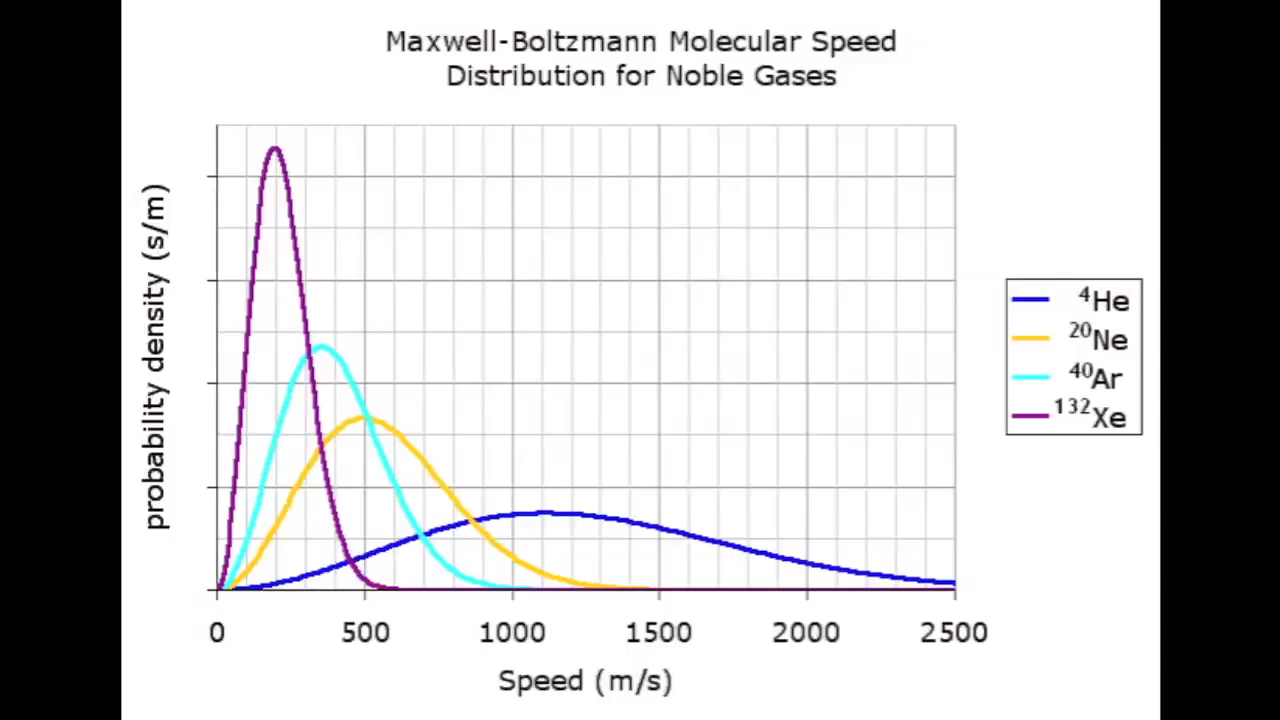 Maxwell-Boltzmann Molecular Speed
Distribution for Noble Gases
probability density (s/m)
⁴He
²⁰Ne
⁴⁰Ar
¹³²Xe
0 500 1000 1500 2000 2500
Speed (m/s)